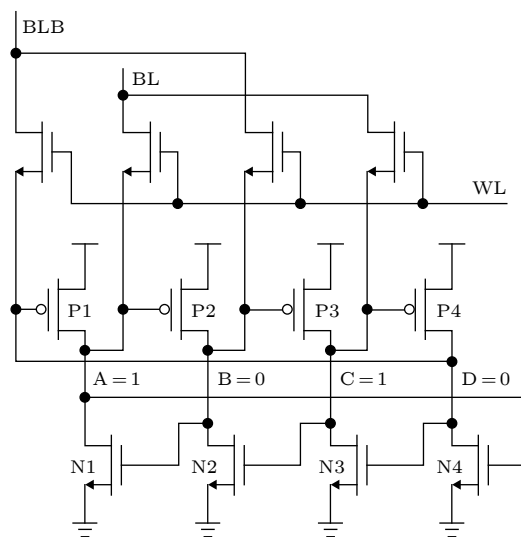 BLB
BL
WL
P1
P2
P3
P4
A = 1
B = 0
C = 1
D = 0
N1
N2
N3
N4